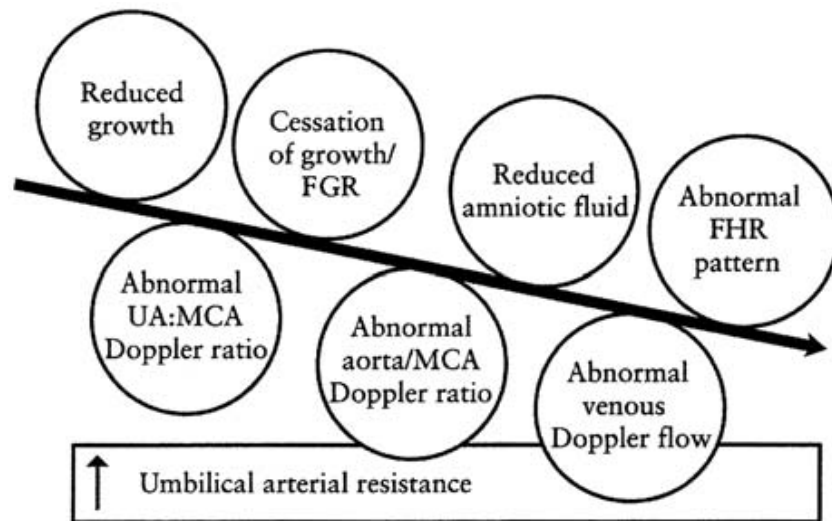 Reduced
growth
Cessation
of growth/
FGR
Reduced
amniotic fluid
Abnormal
FHR
pattern
Abnormal
UA:MCA
Doppler ratio
Abnormal
aorta/MCA
Doppler ratio
Abnormal
venous
Doppler flow
Umbilical arterial resistance